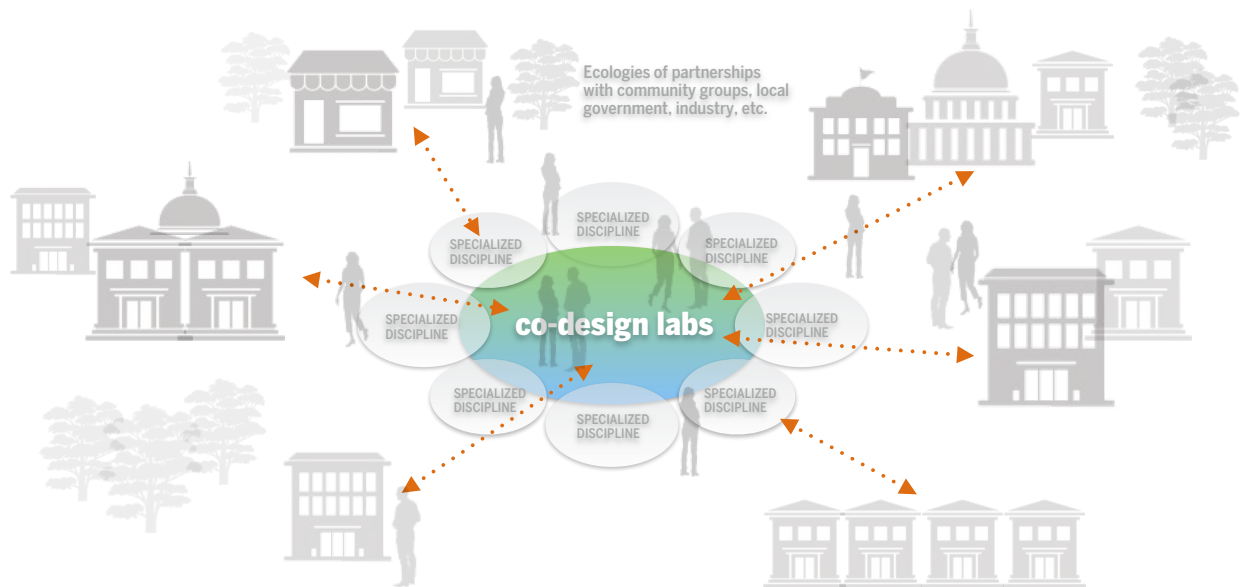 Ecologies of partnerships
with community groups, local
government, industry, etc.
SPECIALIZED
DISCIPLINE
SPECIALIZED
DISCIPLINE
SPECIALIZED
DISCIPLINE
SPECIALIZED
DISCIPLINE
co-design labs
SPECIALIZED
DISCIPLINE
SPECIALIZED
DISCIPLINE
SPECIALIZED
DISCIPLINE
SPECIALIZED
DISCIPLINE